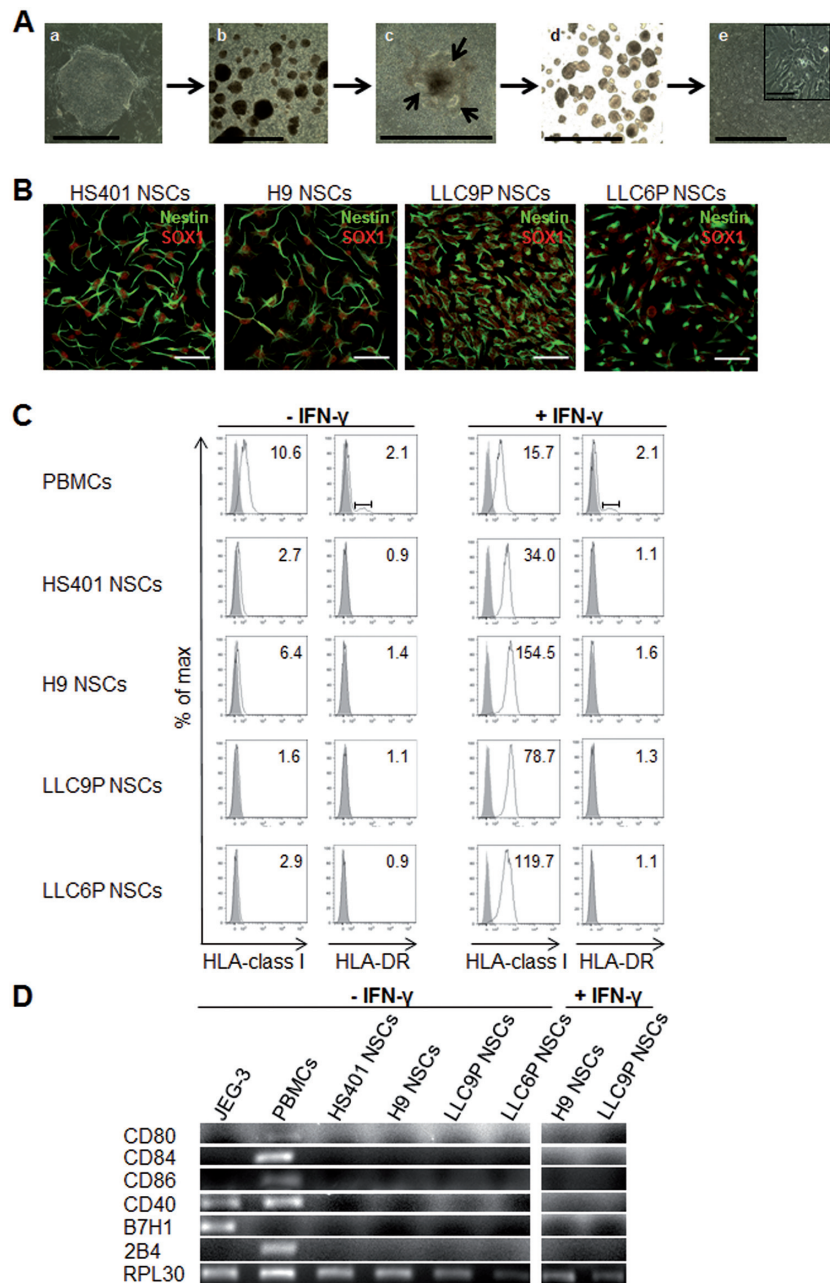 A
a b c d e
B
HS401 NSCs H9 NSCs LLC9P NSCs LLC6P NSCs
Nestin Nestin Nestin Nestin
SOX1 SOX1 SOX1 SOX1
C
- IFN-γ + IFN-γ
PBMCs 10.6 2.1 15.7 2.1
HS401 NSCs 2.7 0.9 34.0 1.1
H9 NSCs 6.4 1.4 154.5 1.6
LLC9P NSCs 1.6 1.1 78.7 1.3
LLC6P NSCs 2.9 0.9 119.7 1.1
% of max
HLA-class I HLA-DR HLA-class I HLA-DR
D
- IFN-γ + IFN-γ
JEG-3 PBMCs HS401 NSCs H9 NSCs LLC9P NSCs LLC6P NSCs H9 NSCs LLC9P NSCs
CD80
CD84
CD86
CD40
B7H1
2B4
RPL30